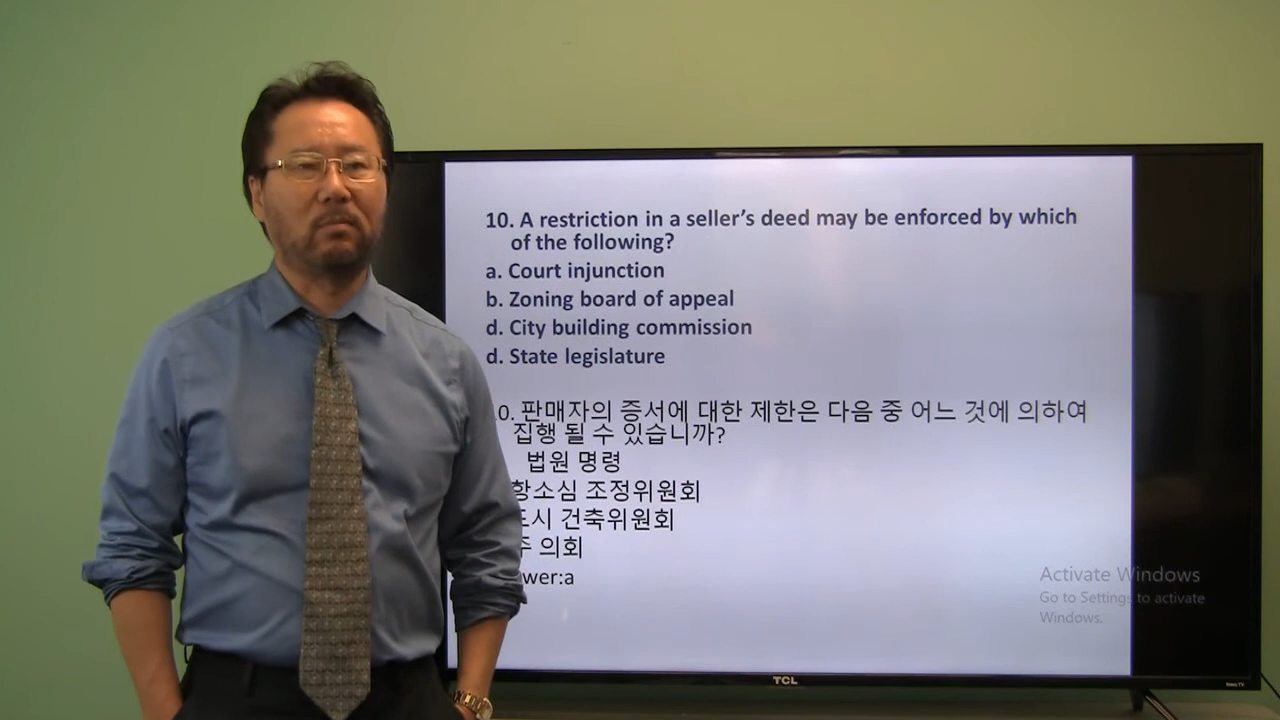 10. A restriction in a seller's deed may be enforced by which
of the following?
a. Court injunction
b. Zoning board of appeal
d. City building commission
d. State legislature
0. 판매자의 증서에 대한 제한은 다음 중 어느 것에 의하여
집행 될 수 있습니까?
법원 명령
항소심 조정위원회
도시 건축위원회
주 의회
wer:a
Activate Windows
Go to Settings to activate
Windows.
TCL
Roku TV